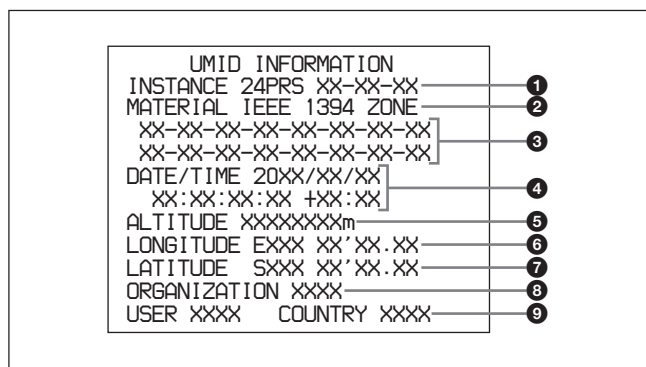 UMID INFORMATION
INSTANCE 24PRS XX-XX-XX
MATERIAL IEEE 1394 ZONE
XX-XX-XX-XX-XX-XX-XX-XX
XX-XX-XX-XX-XX-XX-XX-XX
DATE/TIME 20XX/XX/XX
XX:XX:XX:XX +XX:XX
ALTITUDE XXXXXXXXm
LONGITUDE EXXX XX'XX.XX
LATITUDE SXXX XX'XX.XX
ORGANIZATION XXXX
USER XXXX COUNTRY XXXX
1
2
3
4
5
6
7
8
9